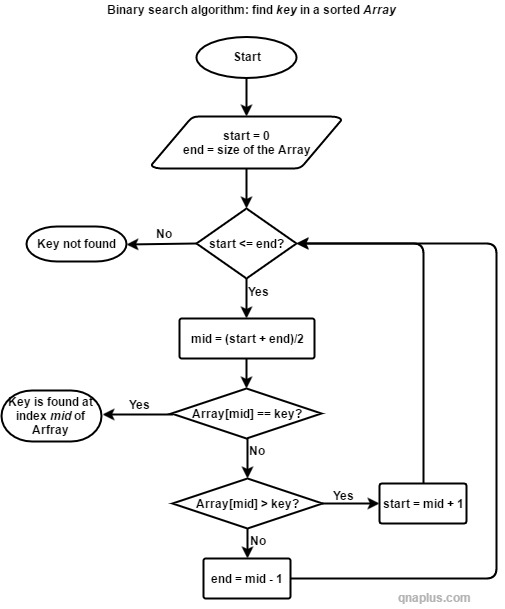 Binary search algorithm: find key in a sorted Array
Start
start = 0
end = size of the Array
start <= end?
No
Key not found
Yes
mid = (start + end)/2
Array[mid] == key?
Yes
Key is found at
index mid of
Arfray
No
Array[mid] > key?
Yes
start = mid + 1
No
end = mid - 1
qnaplus.com